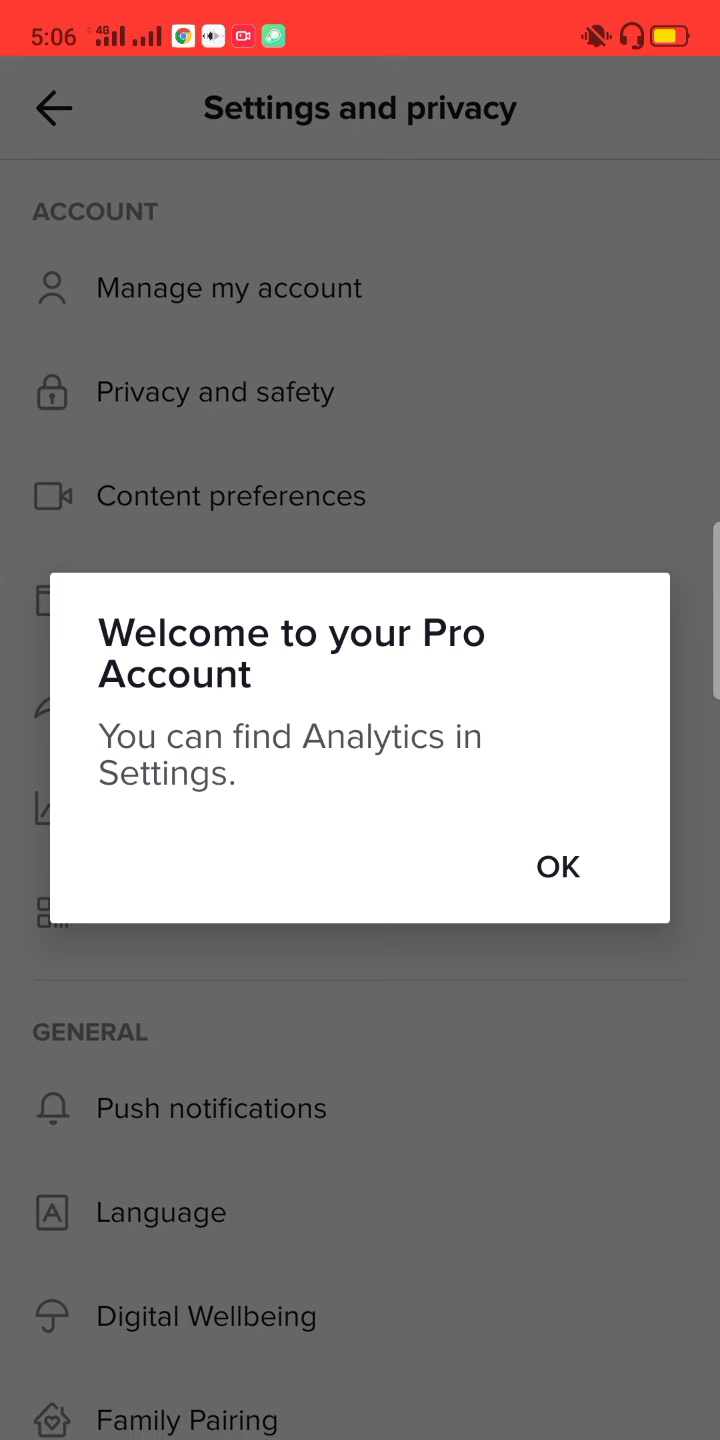 5:06 4G
Settings and privacy
ACCOUNT
Manage my account
Privacy and safety
Content preferences
Welcome to your Pro
Account
You can find Analytics in
Settings.
OK
GENERAL
Push notifications
Language
Digital Wellbeing
Family Pairing